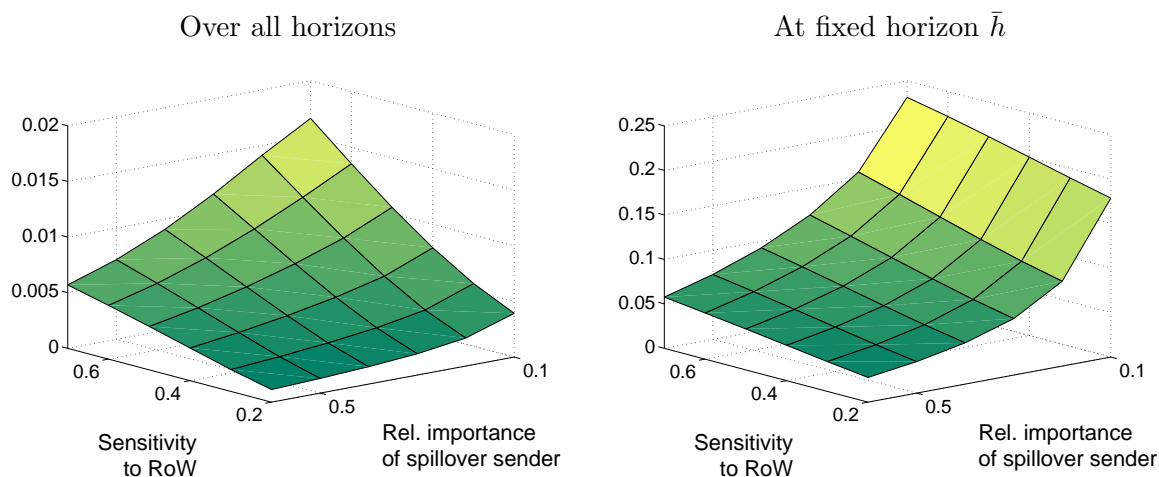 Over all horizons
0.02
0.015
0.01
0.005
0
0.6
0.4
0.2
0.5
0.1
Sensitivity
to RoW
Rel. importance
of spillover sender
At fixed horizon h̄
0.25
0.2
0.15
0.1
0.05
0
0.6
0.4
0.2
0.5
0.1
Sensitivity
to RoW
Rel. importance
of spillover sender